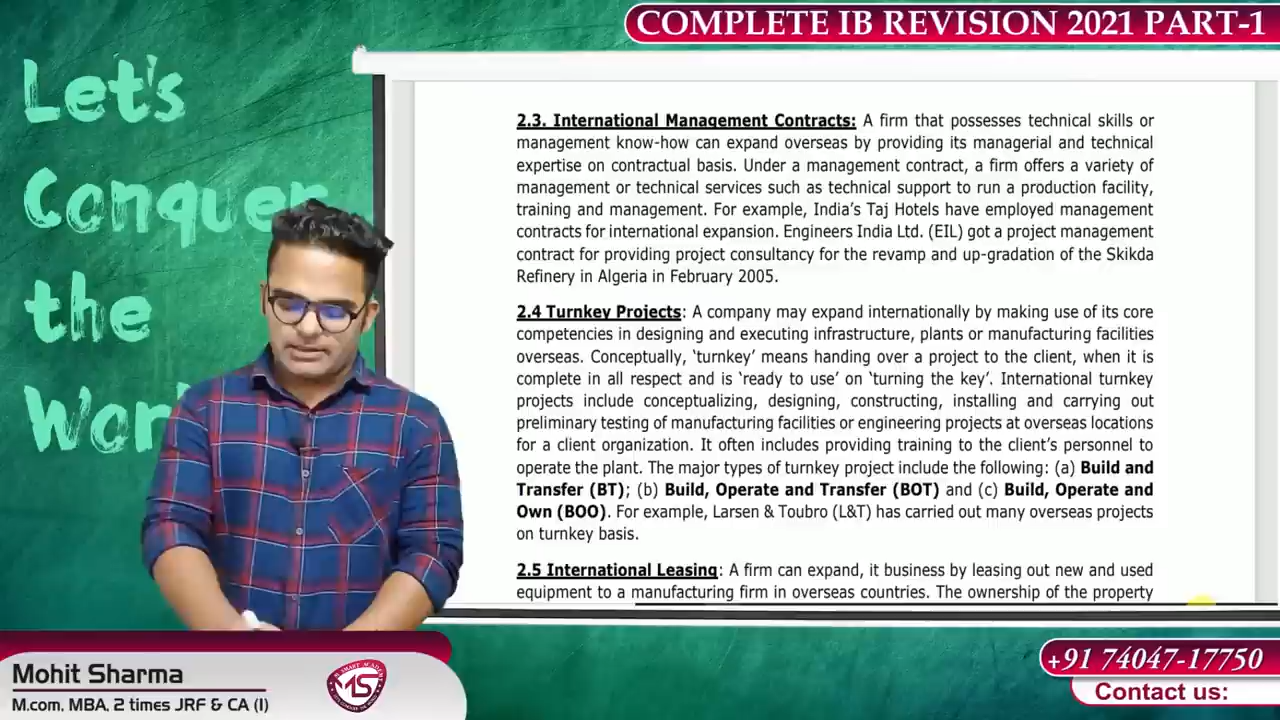 COMPLETE IB REVISION 2021 PART-1
Let's
Conquer
the
Wor
2.3. International Management Contracts: A firm that possesses technical skills or
management know-how can expand overseas by providing its managerial and technical
expertise on contractual basis. Under a management contract, a firm offers a variety of
management or technical services such as technical support to run a production facility,
training and management. For example, India's Taj Hotels have employed management
contracts for international expansion. Engineers India Ltd. (EIL) got a project management
contract for providing project consultancy for the revamp and up-gradation of the Skikda
Refinery in Algeria in February 2005.
2.4 Turnkey Projects: A company may expand internationally by making use of its core
competencies in designing and executing infrastructure, plants or manufacturing facilities
overseas. Conceptually, 'turnkey' means handing over a project to the client, when it is
complete in all respect and is 'ready to use' on 'turning the key'. International turnkey
projects include conceptualizing, designing, constructing, installing and carrying out
preliminary testing of manufacturing facilities or engineering projects at overseas locations
for a client organization. It often includes providing training to the client's personnel to
operate the plant. The major types of turnkey project include the following: (a) Build and
Transfer (BT); (b) Build, Operate and Transfer (BOT) and (c) Build, Operate and
Own (BOO). For example, Larsen & Toubro (L&T) has carried out many overseas projects
on turnkey basis.
2.5 International Leasing: A firm can expand, it business by leasing out new and used
equipment to a manufacturing firm in overseas countries. The ownership of the property
Mohit Sharma
M.com, MBA, 2 times JRF & CA (I)
MS
+91 74047-17750
Contact us: